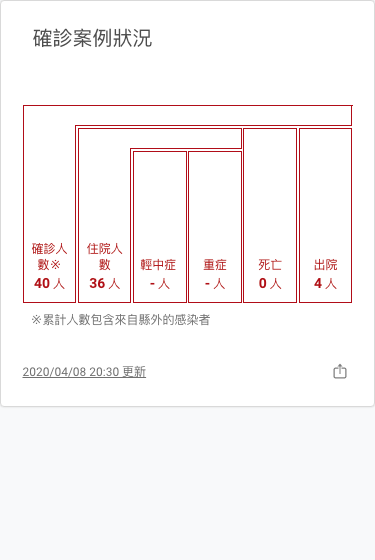 確診案例狀況
確診人
數※
40 人
住院人
數
36 人
輕中症
- 人
重症
- 人
死亡
0 人
出院
4 人
※累計人數包含來自縣外的感染者
2020/04/08 20:30 更新